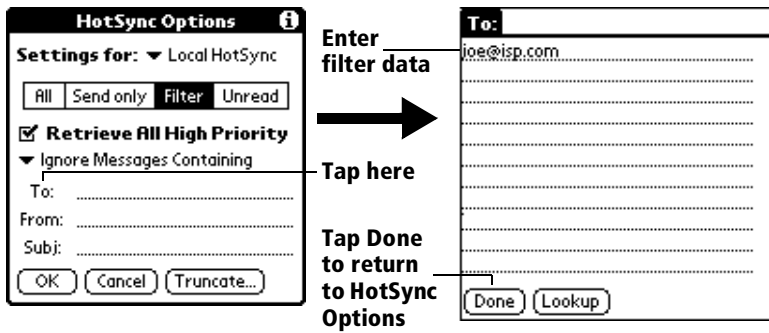 HotSync Options
Settings for: Local HotSync
All Send only Filter Unread
Retrieve All High Priority
Ignore Messages Containing
To:
From:
Subj:
OK Cancel Truncate...
Enter
filter data
Tap here
Tap Done
to return
to HotSync
Options
To:
joe@isp.com
Done Lookup